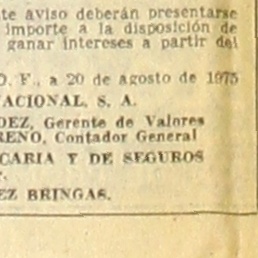 te aviso deberán presentarse
importe a la disposición de
ganar intereses a partir del
O. F., a 20 de agosto de 1975
NACIONAL, S. A.
DEZ, Gerente de Valores
RENO, Contador General
CARIA Y DE SEGUROS
EZ BRINGAS.